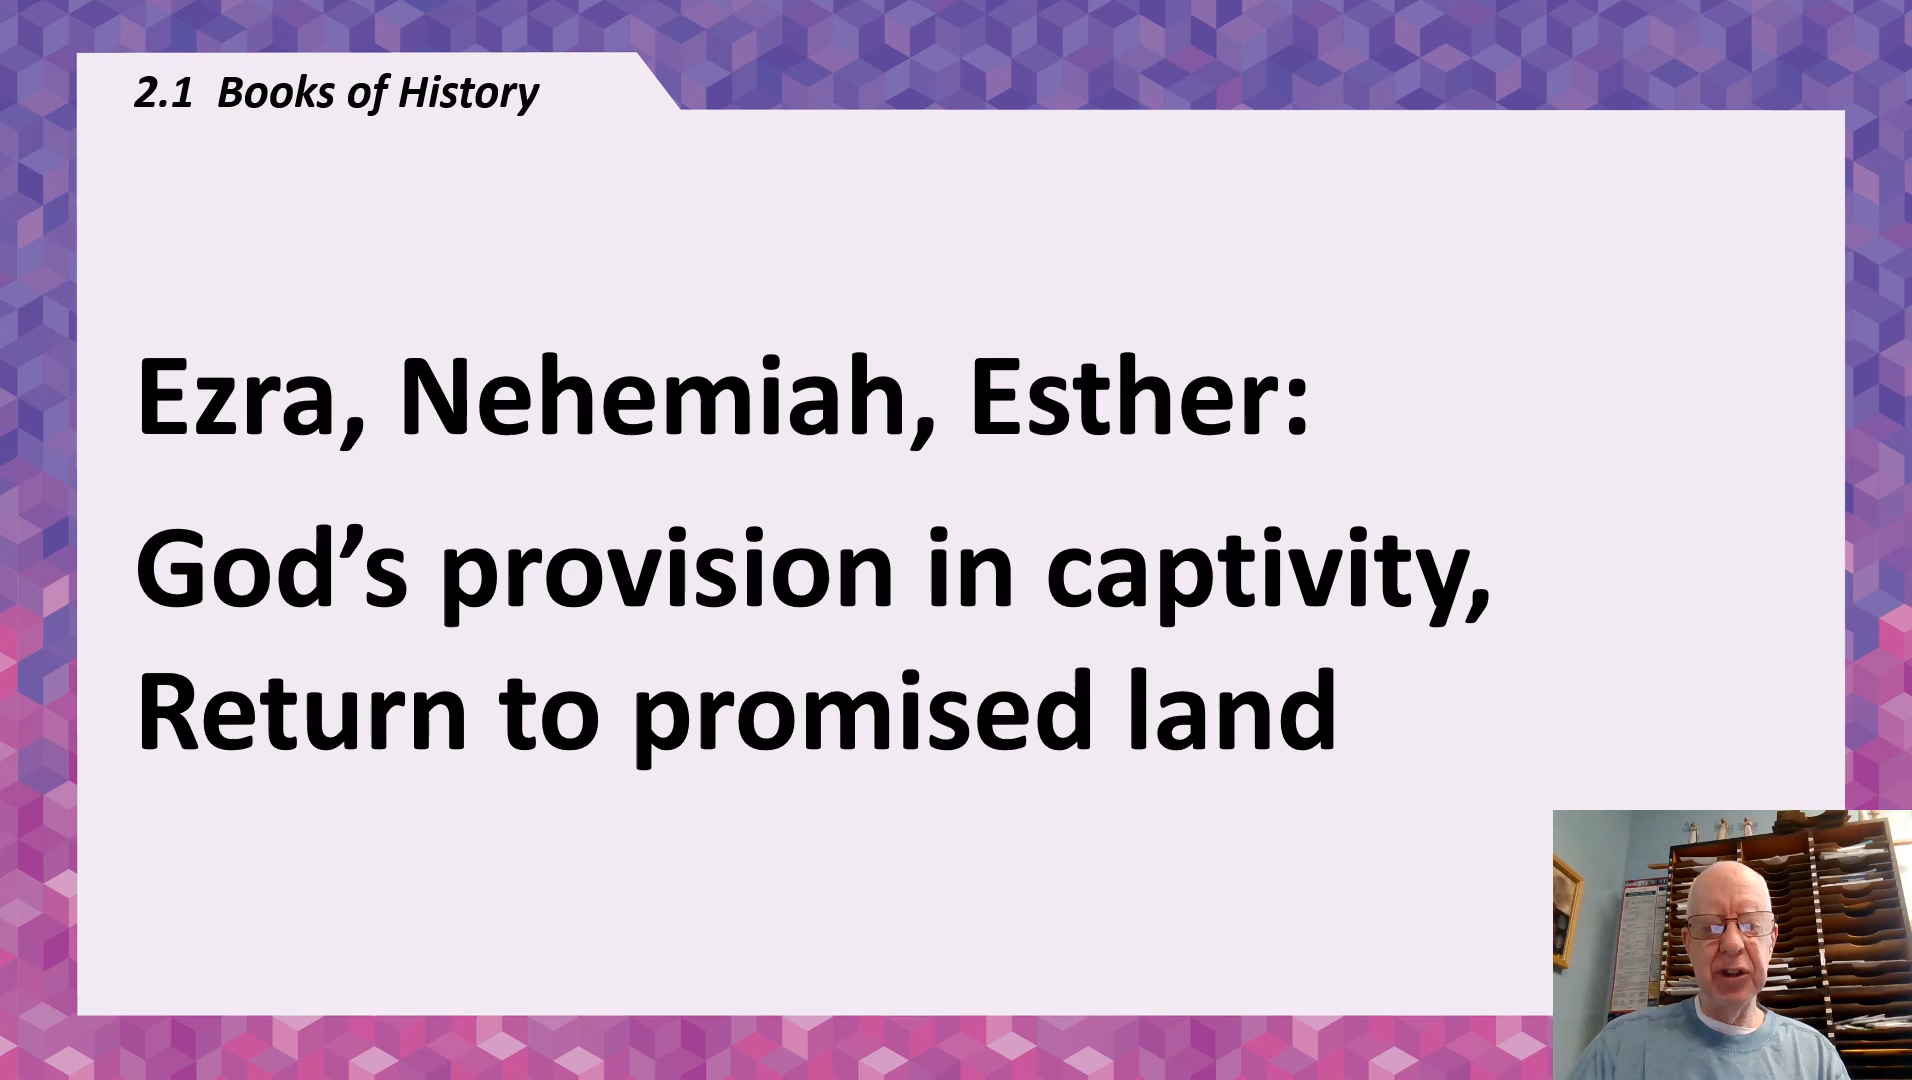 2.1 Books of History
Ezra, Nehemiah, Esther:
God’s provision in captivity,
Return to promised land